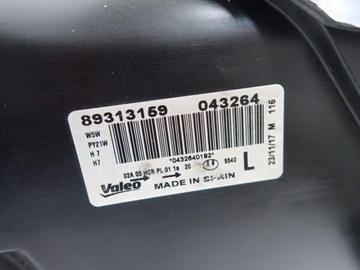 89313159 043264
W5W
PY21W
H7
H7
*0432640182*
02A 00 HCR PL 01 1a 20 5540
L
Valeo MADE IN SPAIN
23/11/17 M 116